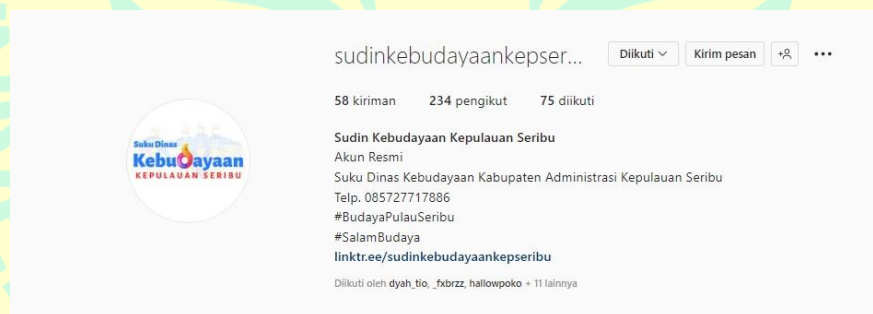 sudinkebudayaankepser...
Diikuti
Kirim pesan
58 kiriman 234 pengikut 75 diikuti
Suku Dinas
Kebudayaan
KEPULAUAN SERIBU
Sudin Kebudayaan Kepulauan Seribu
Akun Resmi
Suku Dinas Kebudayaan Kabupaten Administrasi Kepulauan Seribu
Telp. 085727717886
#BudayaPulauSeribu
#SalamBudaya
linktr.ee/sudinkebudayaankepseribu
Diikuti oleh dyah_tio, _fxbrzz, hallowpoko + 11 lainnya